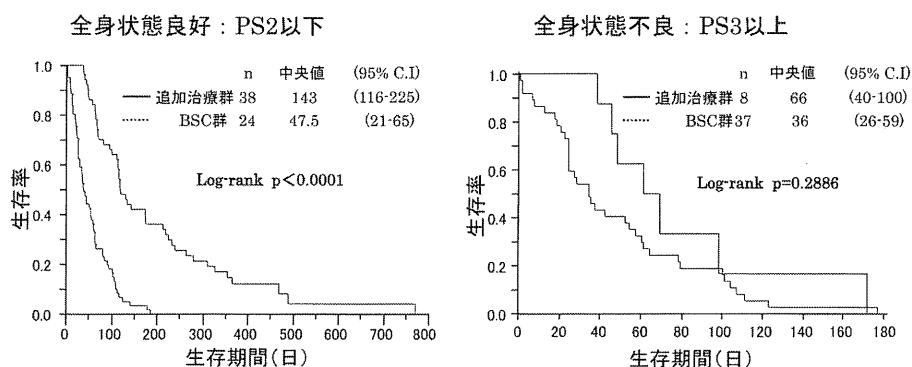 全身状態良好：PS2以下
n 中央値 (95% C.I)
追加治療群 38 143 (116-225)
BSC群 24 47.5 (21-65)
Log-rank p<0.0001
生存率
1.0
0.8
0.6
0.4
0.2
0.0
0 100 200 300 400 500 600 700 800
生存期間(日)
全身状態不良：PS3以上
n 中央値 (95% C.I)
追加治療群 8 66 (40-100)
BSC群 37 36 (26-59)
Log-rank p=0.2886
生存率
1.0
0.8
0.6
0.4
0.2
0.0
0 20 40 60 80 100 120 140 160 180
生存期間(日)